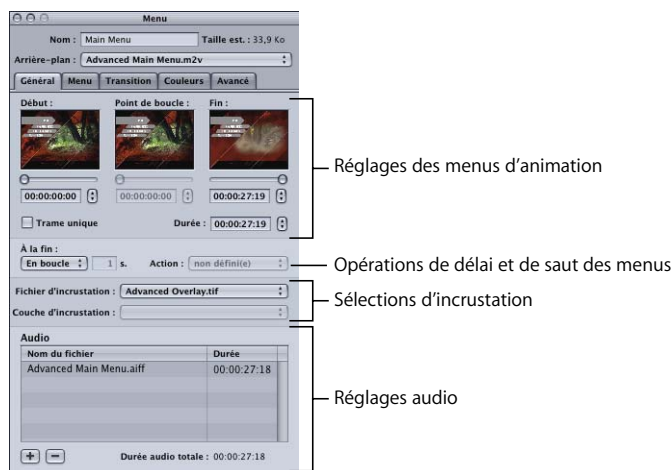 Menu
Nom : Main Menu Taille est. : 33,9 Ko
Arrière-plan : Advanced Main Menu.m2v
Général Menu Transition Couleurs Avancé
Début : Point de boucle : Fin :
00:00:00:00 00:00:00:00 00:00:27:19
Trame unique Durée : 00:00:27:19
Réglages des menus d’animation
À la fin :
En boucle 1 s. Action : non défini(e)
Opérations de délai et de saut des menus
Fichier d'incrustation : Advanced Overlay.tif
Couche d'incrustation :
Sélections d’incrustation
Audio
Nom du fichier Durée
Advanced Main Menu.aiff 00:00:27:18
Réglages audio
Durée audio totale : 00:00:27:18